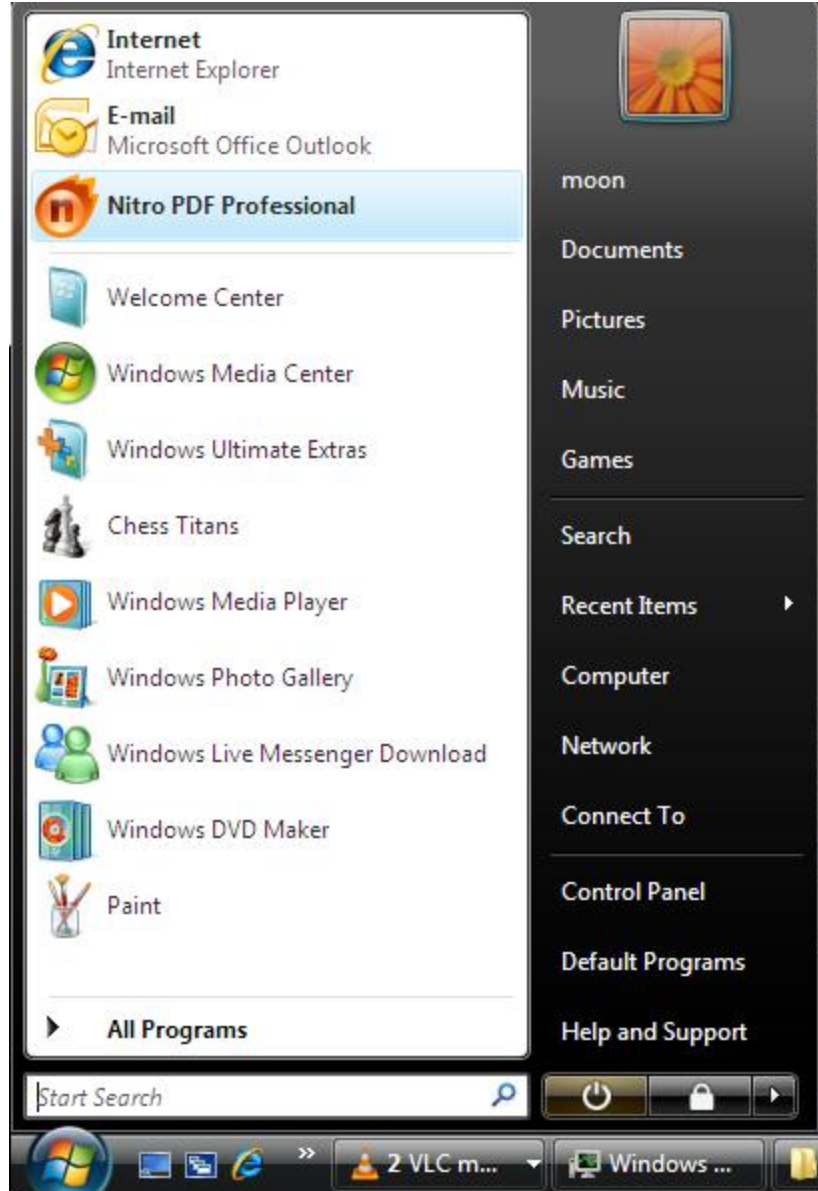 Internet
Internet Explorer
E-mail
Microsoft Office Outlook
Nitro PDF Professional
Welcome Center
Windows Media Center
Windows Ultimate Extras
Chess Titans
Windows Media Player
Windows Photo Gallery
Windows Live Messenger Download
Windows DVD Maker
Paint
All Programs
Start Search
moon
Documents
Pictures
Music
Games
Search
Recent Items
Computer
Network
Connect To
Control Panel
Default Programs
Help and Support
2 VLC m...
Windows ...